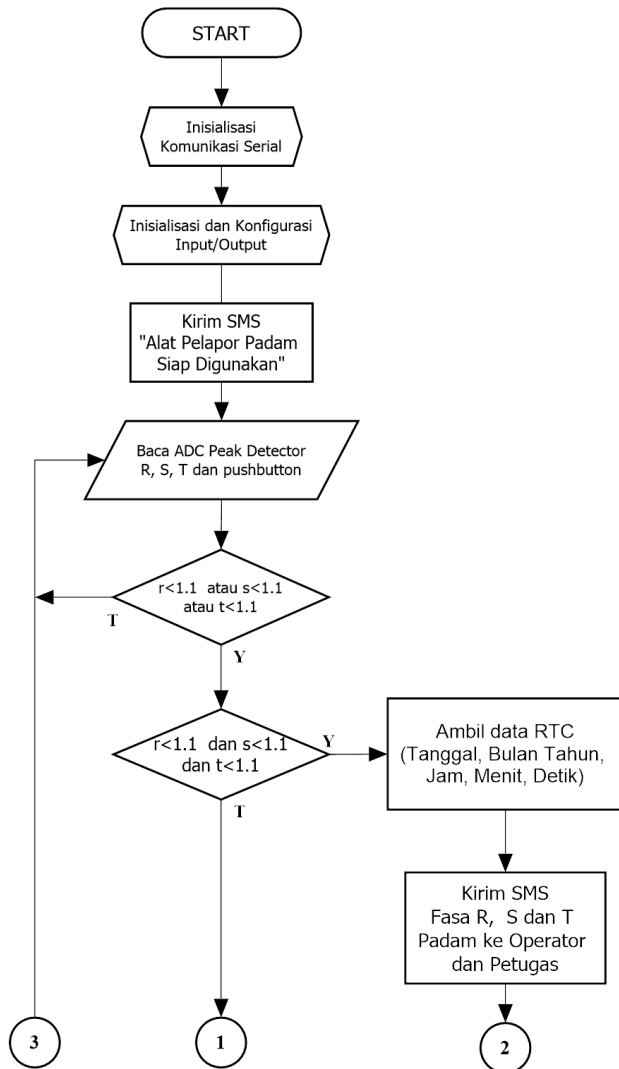 START
Inisialisasi
Komunikasi Serial
Inisialisasi dan Konfigurasi
Input/Output
Kirim SMS
"Alat Pelapor Padam
Siap Digunakan"
Baca ADC Peak Detector
R, S, T dan pushbutton
r<1.1 atau s<1.1
atau t<1.1
T
Y
r<1.1 dan s<1.1
dan t<1.1
Y
T
Ambil data RTC
(Tanggal, Bulan Tahun,
Jam, Menit, Detik)
Kirim SMS
Fasa R, S dan T
Padam ke Operator
dan Petugas
3
1
2